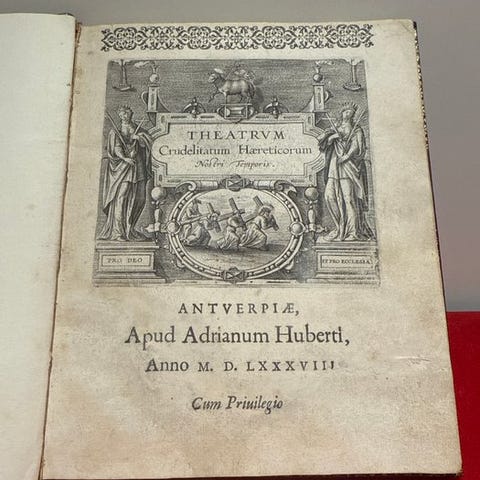 THEATRVM
Crudelitatum Hæreticorum
Nostri Temporis.
PRO DEO
ET PRO ECCLESIA
ANTVERPIÆ,
Apud Adrianum Huberti,
Anno M. D. LXXXVIII
Cum Priuilegio